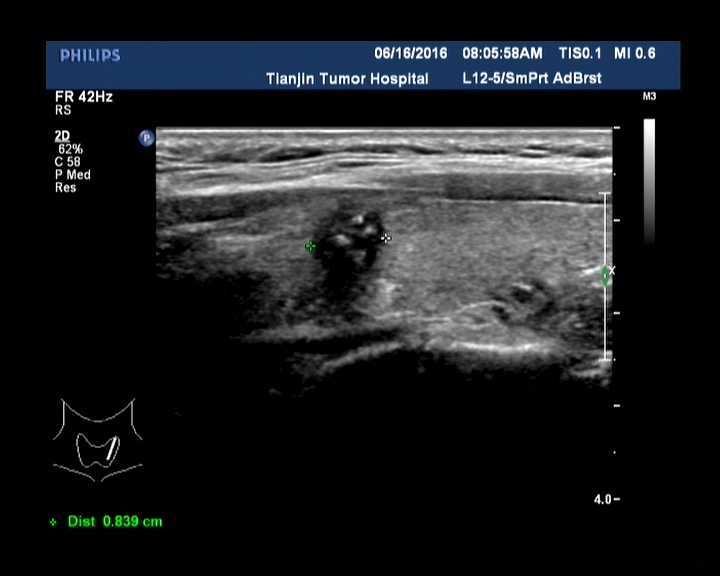 PHILIPS
06/16/2016 08:05:58AM TIS0.1 MI 0.6
Tianjin Tumor Hospital L12-5/SmPrt AdBrst
FR 42Hz
RS
M3
2D
62%
C 58
P Med
Res
P
X
4.0
Dist 0.839 cm